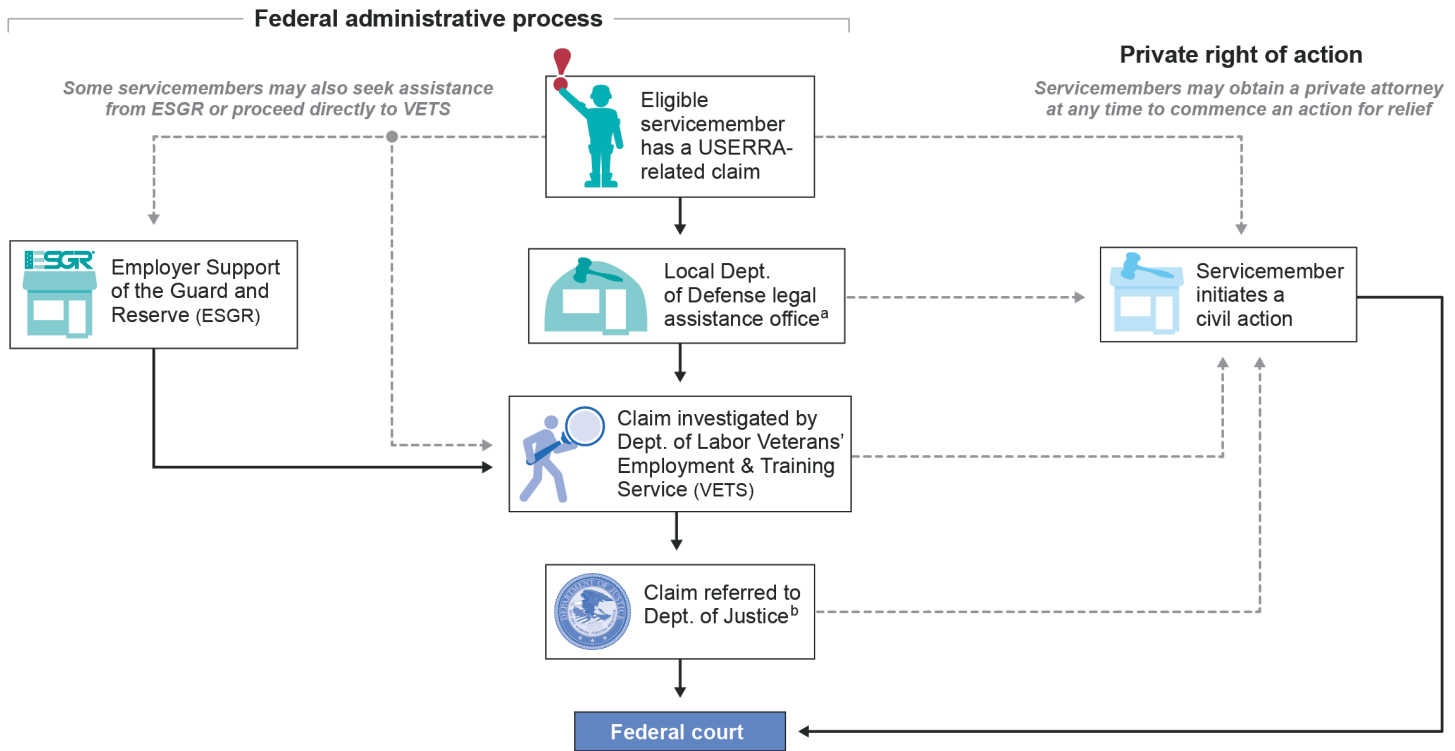 Federal administrative process
Some servicemembers may also seek assistance
from ESGR or proceed directly to VETS
Eligible
servicemember
has a USERRA-
related claim
Private right of action
Servicemembers may obtain a private attorney
at any time to commence an action for relief
ESGR
Employer Support
of the Guard and
Reserve (ESGR)
Local Dept.
of Defense legal
assistance officeᵃ
Servicemember
initiates a
civil action
Claim investigated by
Dept. of Labor Veterans’
Employment & Training
Service (VETS)
DEPARTMENT OF JUSTICE
Claim referred to
Dept. of Justiceᵇ
Federal court